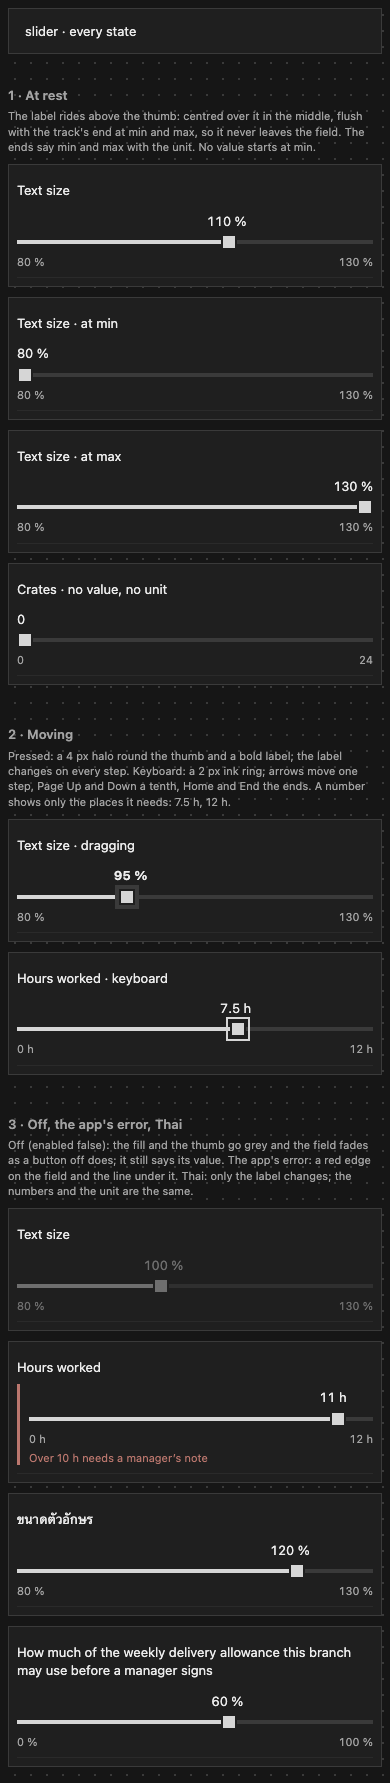 slider · every state
1 · At rest
The label rides above the thumb: centred over it in the middle, flush
with the track's end at min and max, so it never leaves the field. The
ends say min and max with the unit. No value starts at min.
Text size
110 %
80 %
130 %
Text size · at min
80 %
80 %
130 %
Text size · at max
130 %
80 %
130 %
Crates · no value, no unit
0
0
24
2 · Moving
Pressed: a 4 px halo round the thumb and a bold label; the label
changes on every step. Keyboard: a 2 px ink ring; arrows move one
step, Page Up and Down a tenth, Home and End the ends. A number
shows only the places it needs: 7.5 h, 12 h.
Text size · dragging
95 %
80 %
130 %
Hours worked · keyboard
7.5 h
0 h
12 h
3 · Off, the app's error, Thai
Off (enabled false): the fill and the thumb go grey and the field fades
as a button off does; it still says its value. The app's error: a red edge
on the field and the line under it. Thai: only the label changes; the
numbers and the unit are the same.
Text size
100 %
80 %
130 %
Hours worked
11 h
0 h
12 h
Over 10 h needs a manager's note
ขนาดตัวอักษร
120 %
80 %
130 %
How much of the weekly delivery allowance this branch
may use before a manager signs
60 %
0 %
100 %